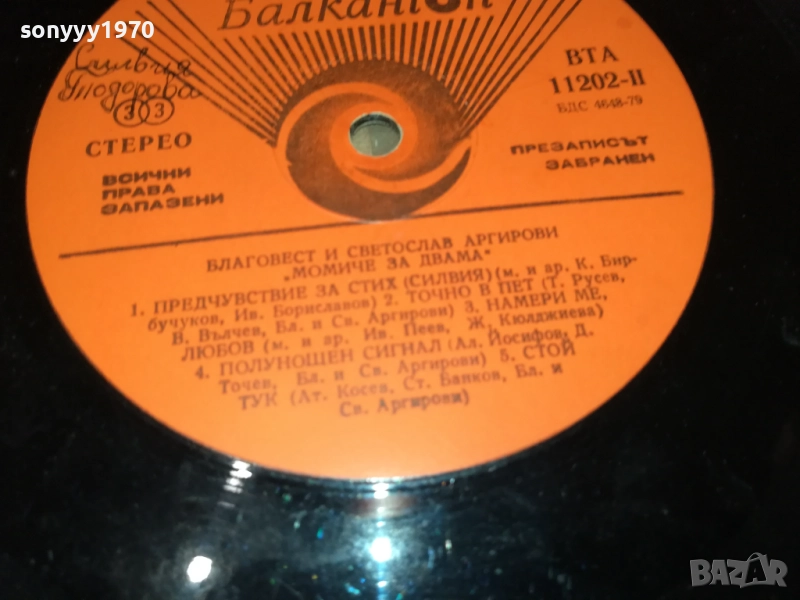 sonyyy1970
Балкантон
Силвия
Тодорова
33
СТЕРЕО
ВСИЧКИ
ПРАВА
ЗАПАЗЕНИ
ВТА
11202-II
БДС 4648-79
ПРЕЗАПИСЪТ
ЗАБРАНЕН
БЛАГОВЕСТ И СВЕТОСЛАВ АРГИРОВИ
„МОМИЧЕ ЗА ДВАМА“
1. ПРЕДЧУВСТВИЕ ЗА СТИХ (СИЛВИЯ) (м. и ар. К. Бир-
бучуков, Ив. Бориславов) 2. ТОЧНО В ПЕТ (Т. Русев,
В. Вълчев, Бл. и Св. Аргирови) 3. НАМЕРИ МЕ,
ЛЮБОВ (м. и ар. Ив. Пеев, Ж. Кюлджиева)
4. ПОЛУНОЩЕН СИГНАЛ (Ал. Йосифов, Д.
Точев, Бл. и Св. Аргирови) 5. СТОЙ
ТУК (Ат. Косев, Ст. Банков, Бл. и
Св. Аргирови)
BAZAR